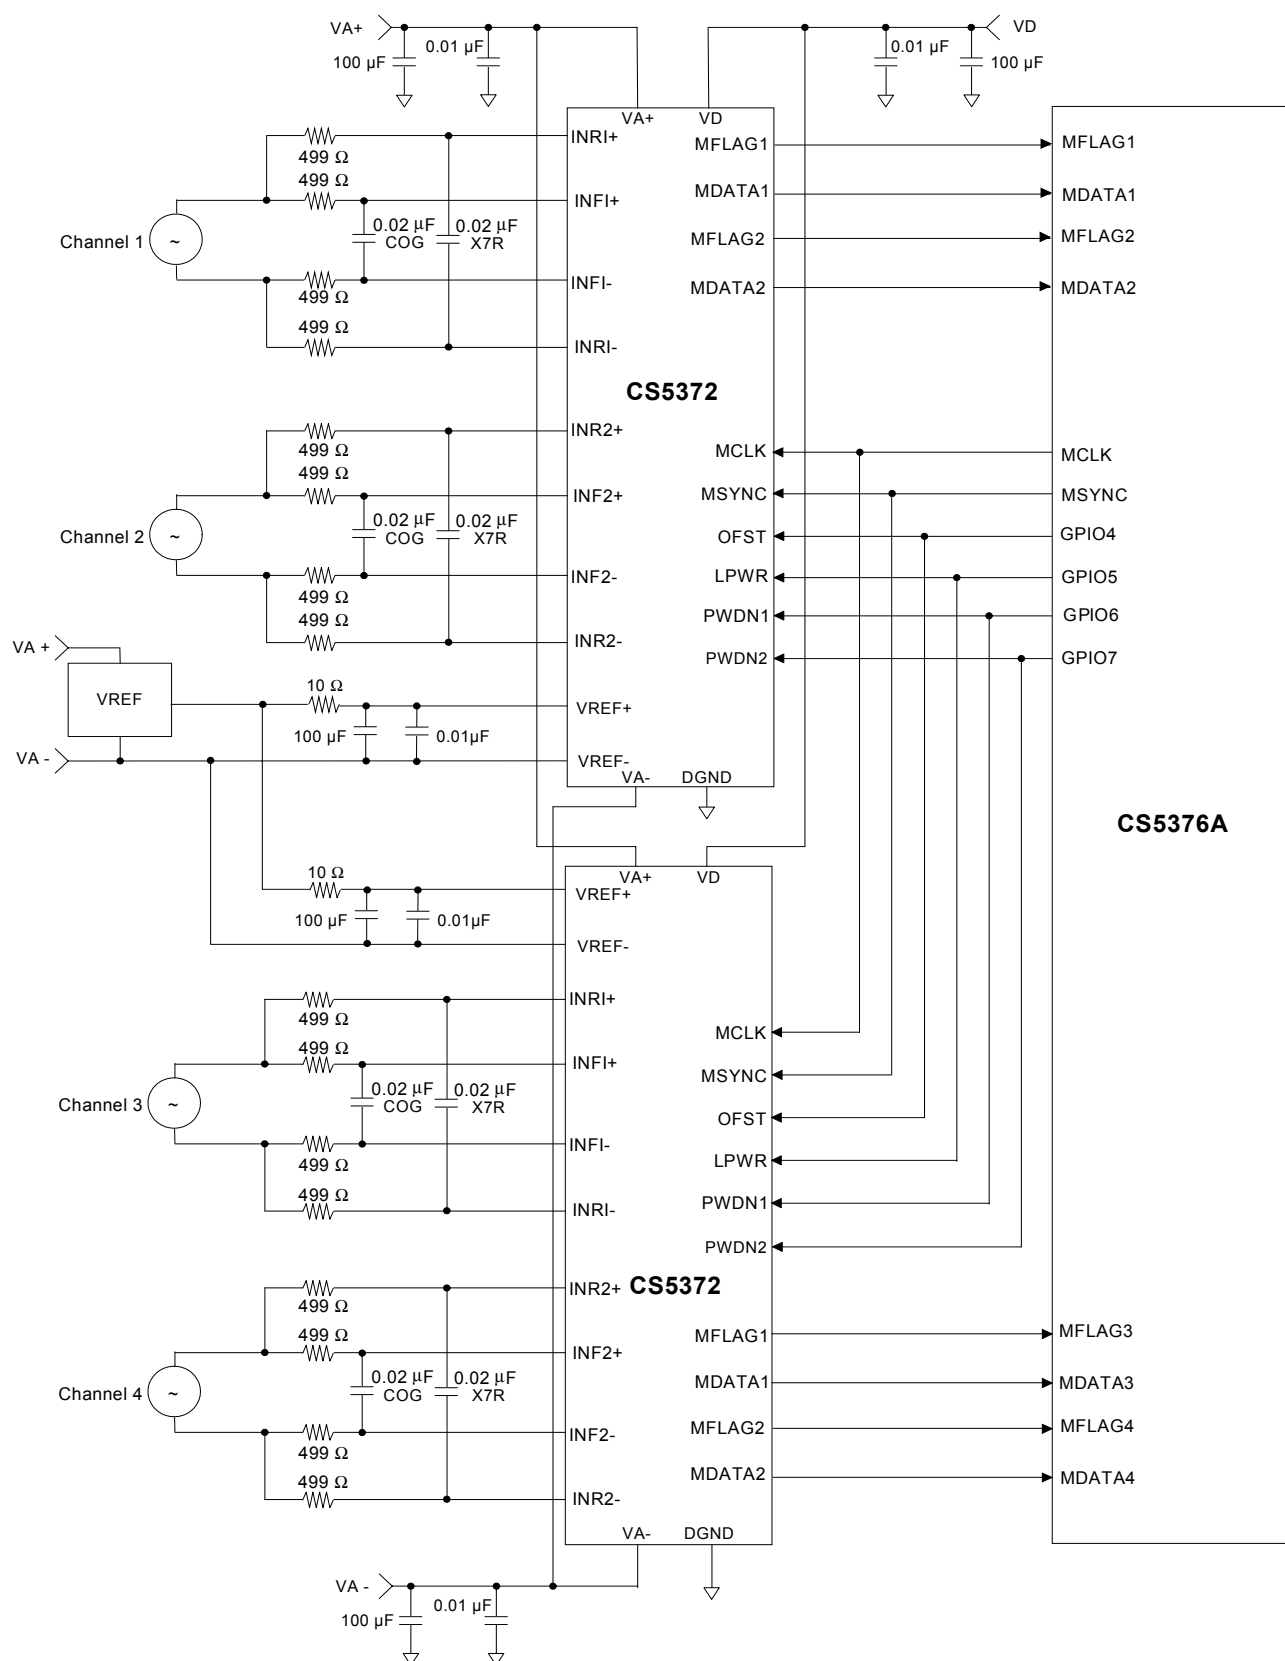 VA+
0.01 µF
100 µF
VD
0.01 µF
100 µF
VA+
VD
INRI+
499 Ω
499 Ω
INFI+
0.02 µF
COG
0.02 µF
X7R
Channel 1
~
INFI-
499 Ω
499 Ω
INRI-
MFLAG1
MDATA1
MFLAG2
MDATA2
MFLAG1
MDATA1
MFLAG2
MDATA2
CS5372
INR2+
499 Ω
499 Ω
INF2+
0.02 µF
COG
0.02 µF
X7R
Channel 2
~
INF2-
499 Ω
499 Ω
INR2-
MCLK
MSYNC
OFST
LPWR
PWDN1
PWDN2
MCLK
MSYNC
GPIO4
GPIO5
GPIO6
GPIO7
VA +
VREF
VA -
10 Ω
100 µF
0.01µF
VREF+
VREF-
VA-
DGND
CS5376A
VA+
VD
10 Ω
100 µF
0.01µF
VREF+
VREF-
INRI+
499 Ω
499 Ω
INFI+
0.02 µF
COG
0.02 µF
X7R
Channel 3
~
INFI-
499 Ω
499 Ω
INRI-
MCLK
MSYNC
OFST
LPWR
PWDN1
PWDN2
CS5372
INR2+
499 Ω
499 Ω
INF2+
0.02 µF
COG
0.02 µF
X7R
Channel 4
~
INF2-
499 Ω
499 Ω
INR2-
MFLAG1
MDATA1
MFLAG2
MDATA2
MFLAG3
MDATA3
MFLAG4
MDATA4
VA-
DGND
VA -
100 µF
0.01 µF